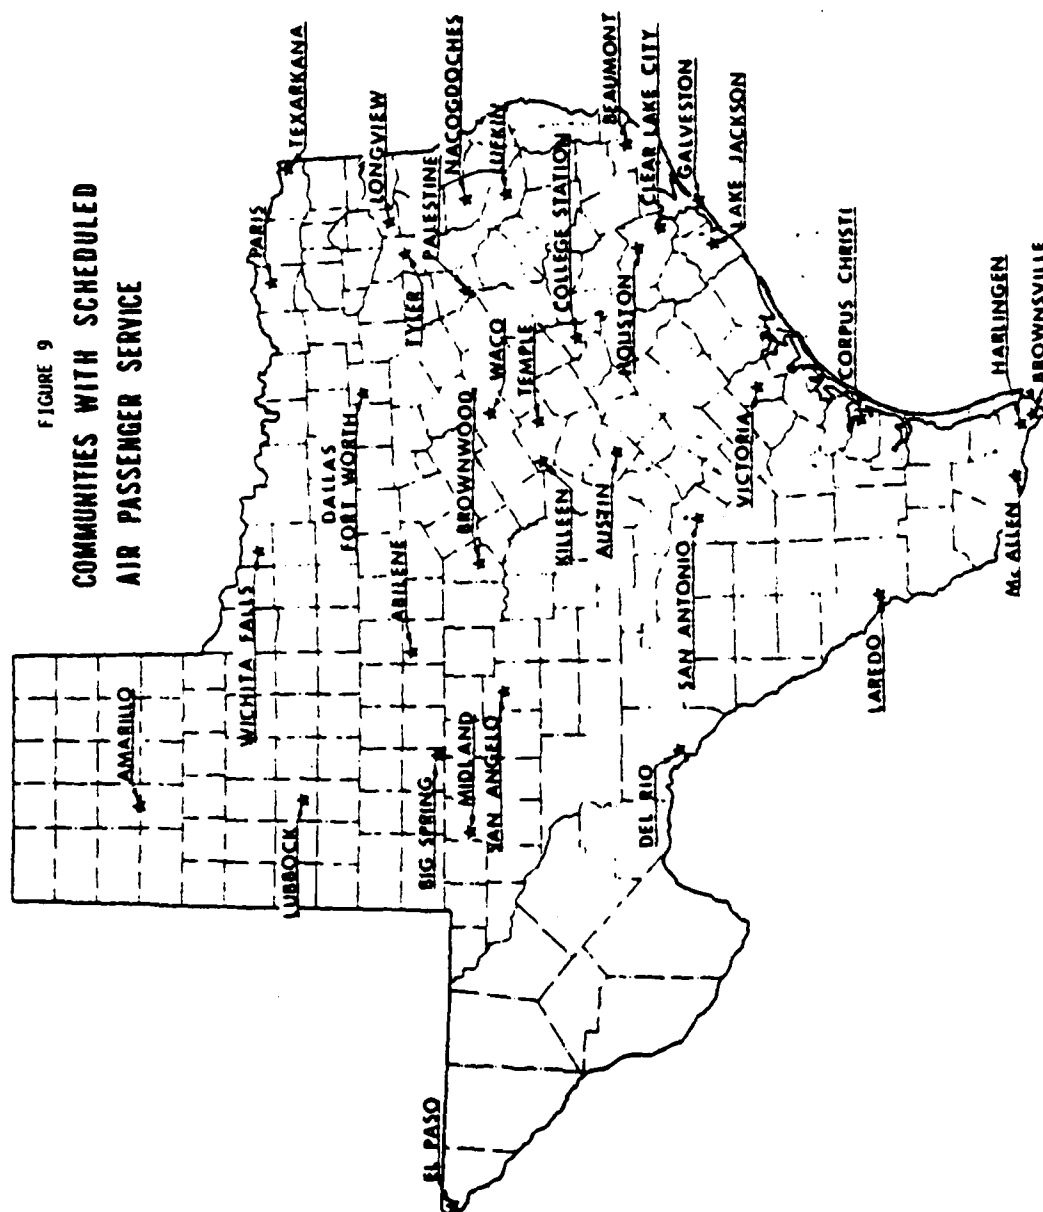 FIGURE 9
COMMUNITIES WITH SCHEDULED
AIR PASSENGER SERVICE
AMARILLO
LUBBOCK
WICHITA FALLS
PARIS
TEXARKANA
DALLAS
FORT WORTH
LONGVIEW
TYLER
PALESTINE
NACOGDOCHES
LUFKIN
ABILENE
BIG SPRING
MIDLAND
SAN ANGELO
BROWNWOOD
WACO
TEMPLE
KILLEEN
AUSTIN
COLLEGE STATION
HOUSTON
BEAUMONT
CLEAR LAKE CITY
GALVESTON
LAKE JACKSON
EL PASO
DEL RIO
SAN ANTONIO
VICTORIA
CORPUS CHRISTI
LAREDO
Mc ALLEN
HARLINGEN
BROWNSVILLE